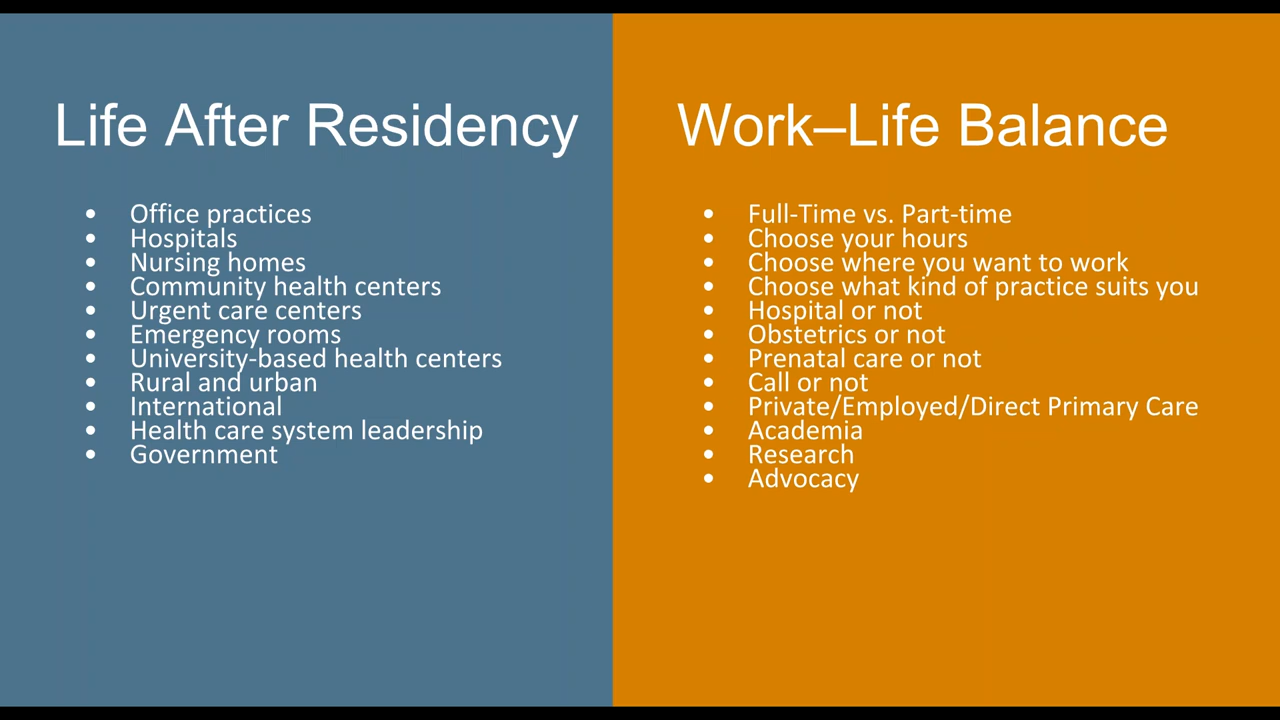 Life After Residency
• Office practices
• Hospitals
• Nursing homes
• Community health centers
• Urgent care centers
• Emergency rooms
• University-based health centers
• Rural and urban
• International
• Health care system leadership
• Government
Work–Life Balance
• Full-Time vs. Part-time
• Choose your hours
• Choose where you want to work
• Choose what kind of practice suits you
• Hospital or not
• Obstetrics or not
• Prenatal care or not
• Call or not
• Private/Employed/Direct Primary Care
• Academia
• Research
• Advocacy